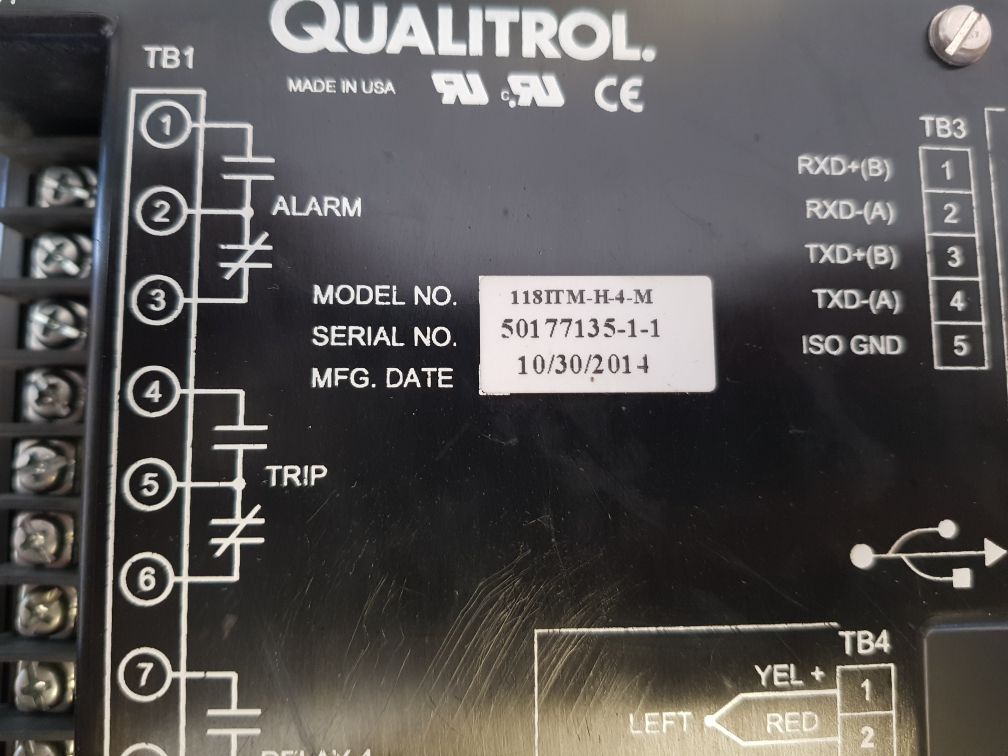 QUALITROL.
MADE IN USA
c
CE
TB1
1
2
3
ALARM
MODEL NO. 118ITM-H-4-M
SERIAL NO. 50177135-1-1
MFG. DATE 10/30/2014
4
5
6
TRIP
7
TB3
RXD+(B) 1
RXD-(A) 2
TXD+(B) 3
TXD-(A) 4
ISO GND 5
TB4
YEL + 1
LEFT RED 2